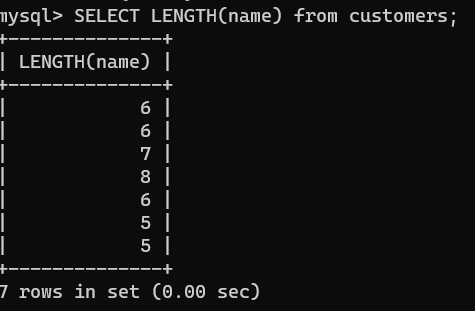 mysql> SELECT LENGTH(name) from customers;
+--------------+
| LENGTH(name) |
+--------------+
|            6 |
|            6 |
|            7 |
|            8 |
|            6 |
|            5 |
|            5 |
+--------------+
7 rows in set (0.00 sec)